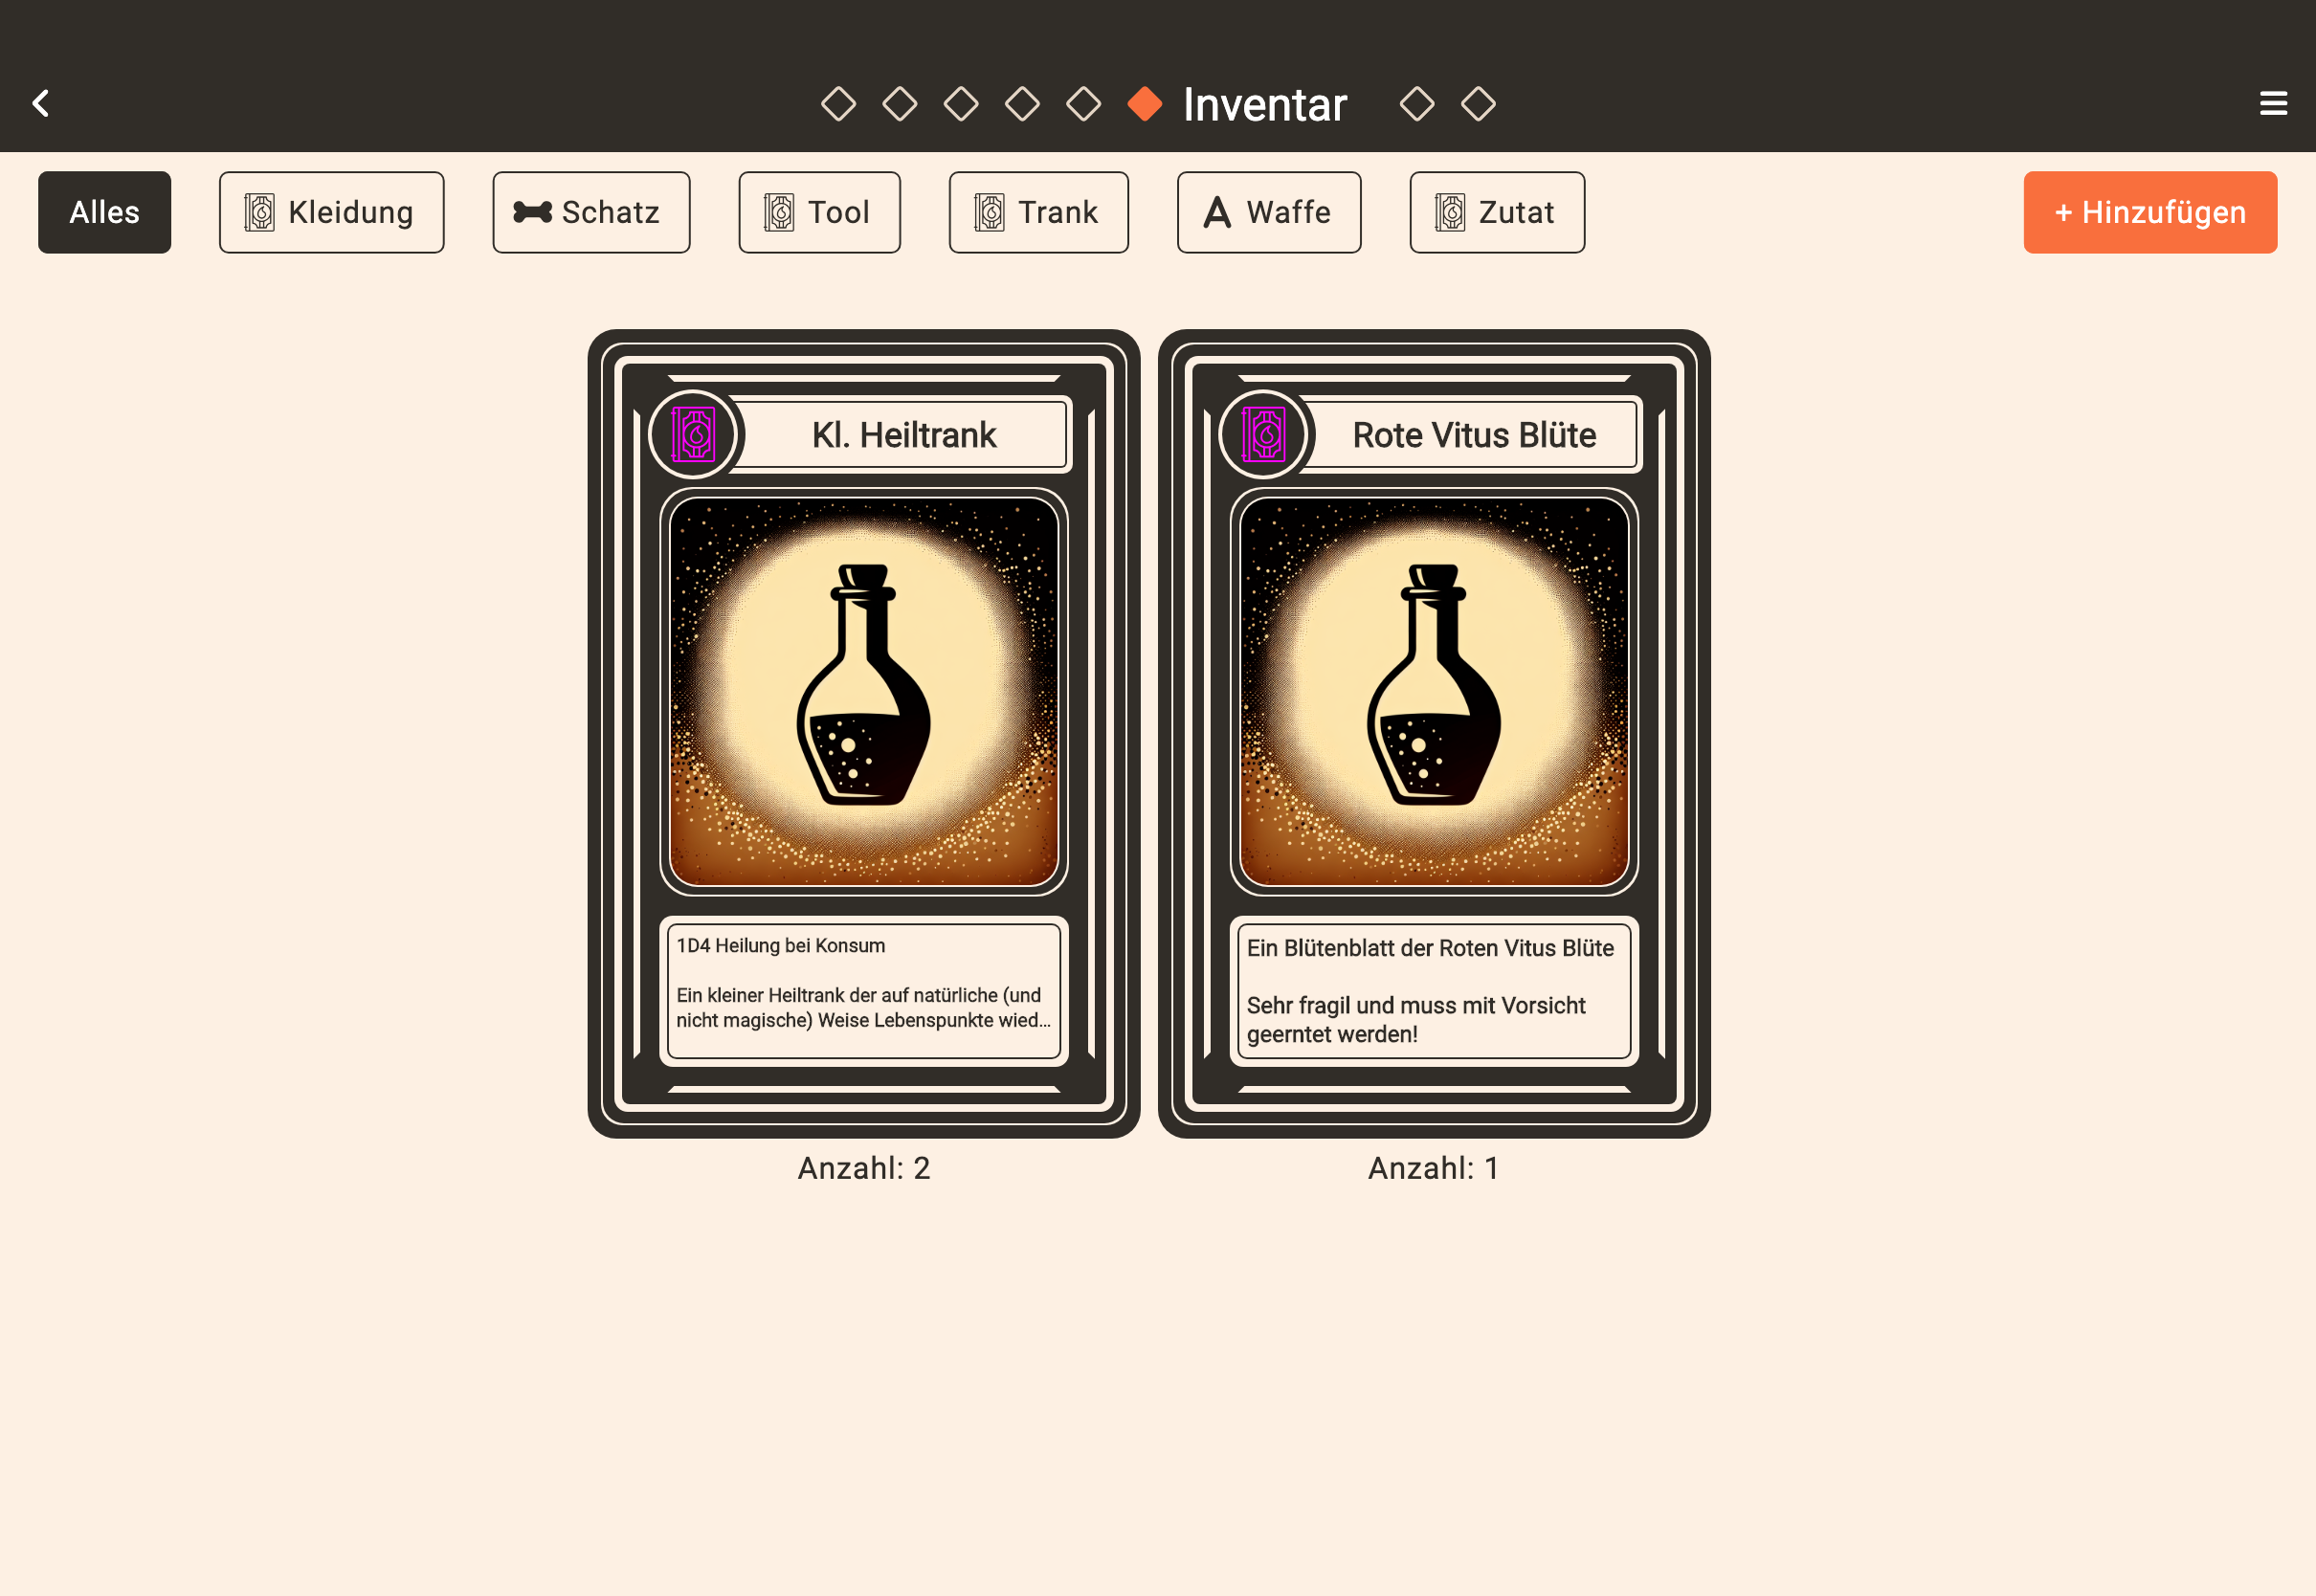 Inventar
Alles
Kleidung
Schatz
Tool
Trank
Waffe
Zutat
+ Hinzufügen
Kl. Heiltrank
1D4 Heilung bei Konsum
Ein kleiner Heiltrank der auf natürliche (und
nicht magische) Weise Lebenspunkte wied...
Anzahl: 2
Rote Vitus Blüte
Ein Blütenblatt der Roten Vitus Blüte
Sehr fragil und muss mit Vorsicht
geerntet werden!
Anzahl: 1